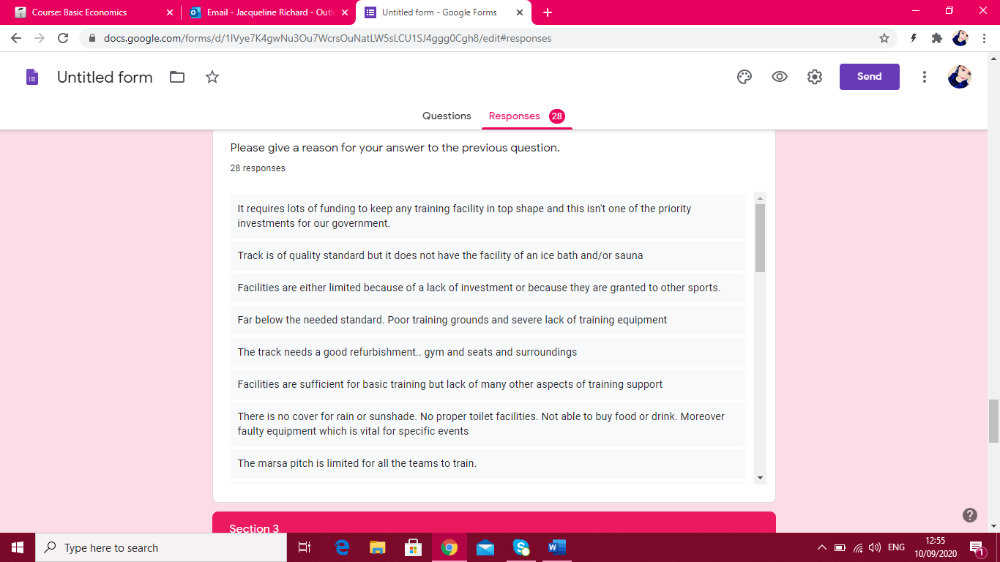 Course: Basic Economics
Email - Jacqueline Richard - Outl
Untitled form - Google Forms
docs.google.com/forms/d/1IVye7K4gwNu3Ou7WcrsOuNatLW5sLCU1SJ4ggg0Cgh8/edit#responses
Untitled form
Send
Questions
Responses 28
Please give a reason for your answer to the previous question.
28 responses
It requires lots of funding to keep any training facility in top shape and this isn't one of the priority
investments for our government.
Track is of quality standard but it does not have the facility of an ice bath and/or sauna
Facilities are either limited because of a lack of investment or because they are granted to other sports.
Far below the needed standard. Poor training grounds and severe lack of training equipment
The track needs a good refurbishment.. gym and seats and surroundings
Facilities are sufficient for basic training but lack of many other aspects of training support
There is no cover for rain or sunshade. No proper toilet facilities. Not able to buy food or drink. Moreover
faulty equipment which is vital for specific events
The marsa pitch is limited for all the teams to train.
Section 3
Type here to search
ENG
12:55
10/09/2020
1